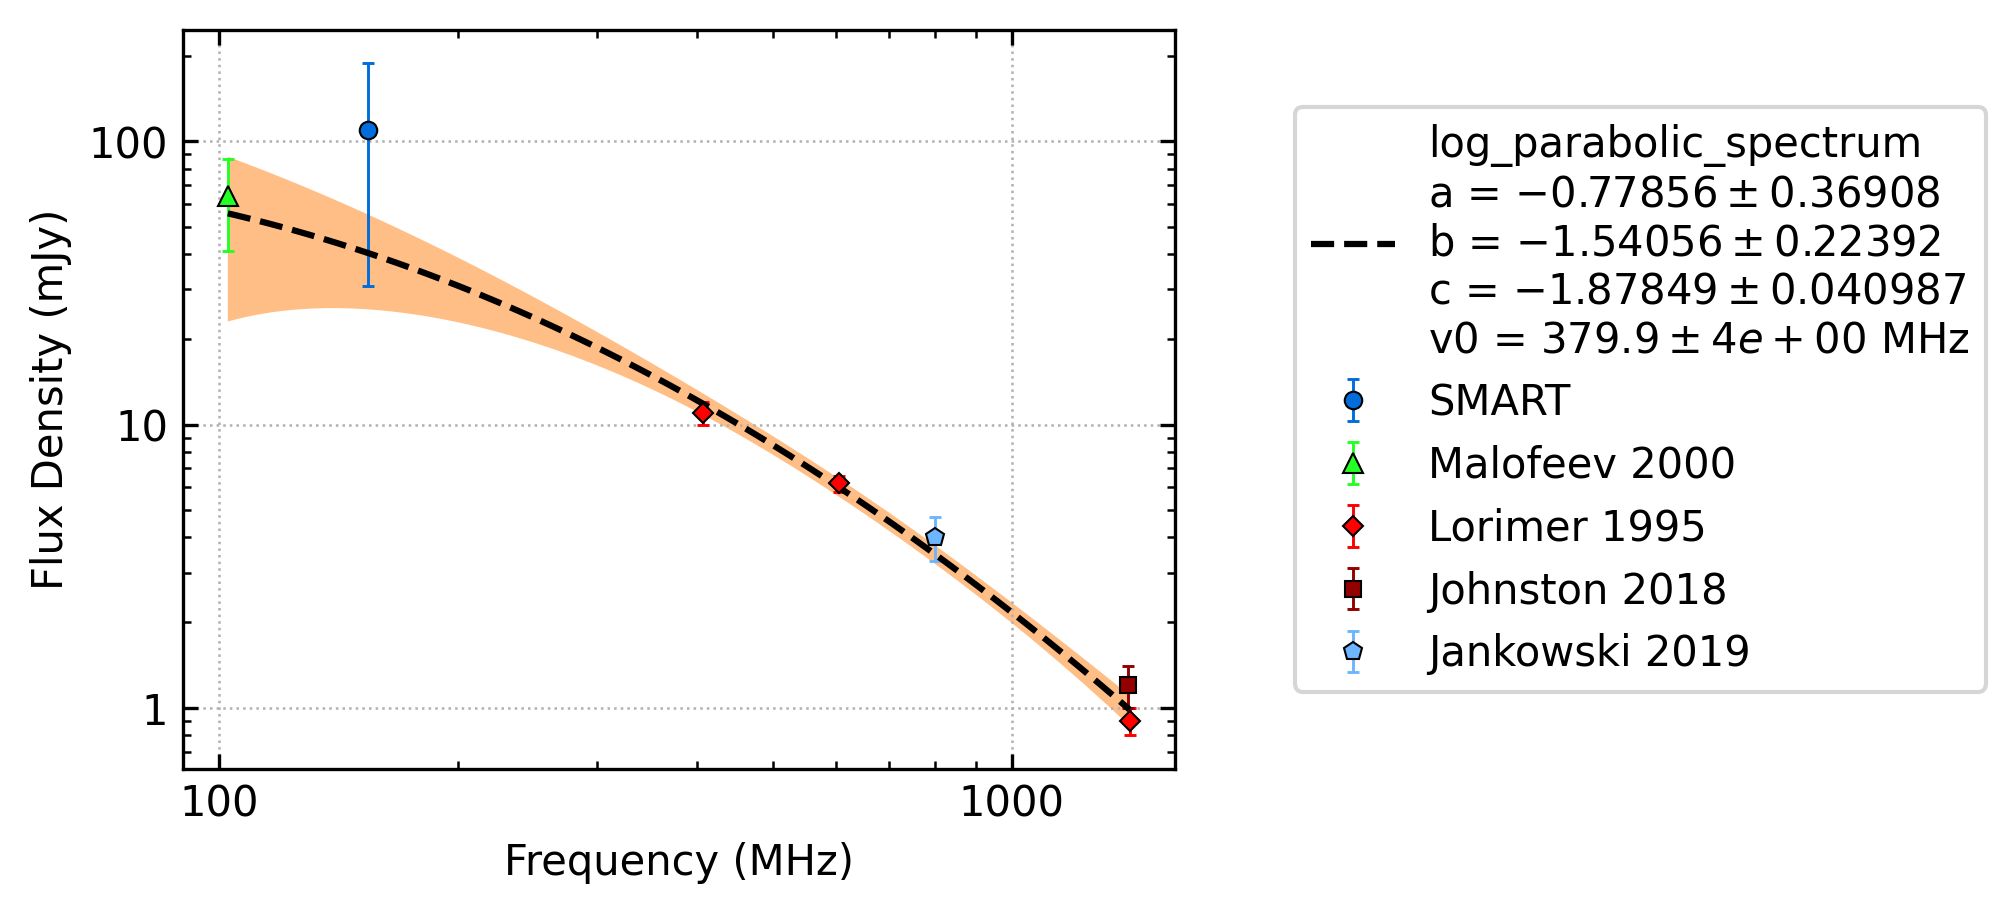 100
10
1
Flux Density (mJy)
100
1000
Frequency (MHz)
log_parabolic_spectrum
a = −0.77856 ± 0.36908
b = −1.54056 ± 0.22392
c = −1.87849 ± 0.040987
v0 = 379.9 ± 4e + 00 MHz
SMART
Malofeev 2000
Lorimer 1995
Johnston 2018
Jankowski 2019